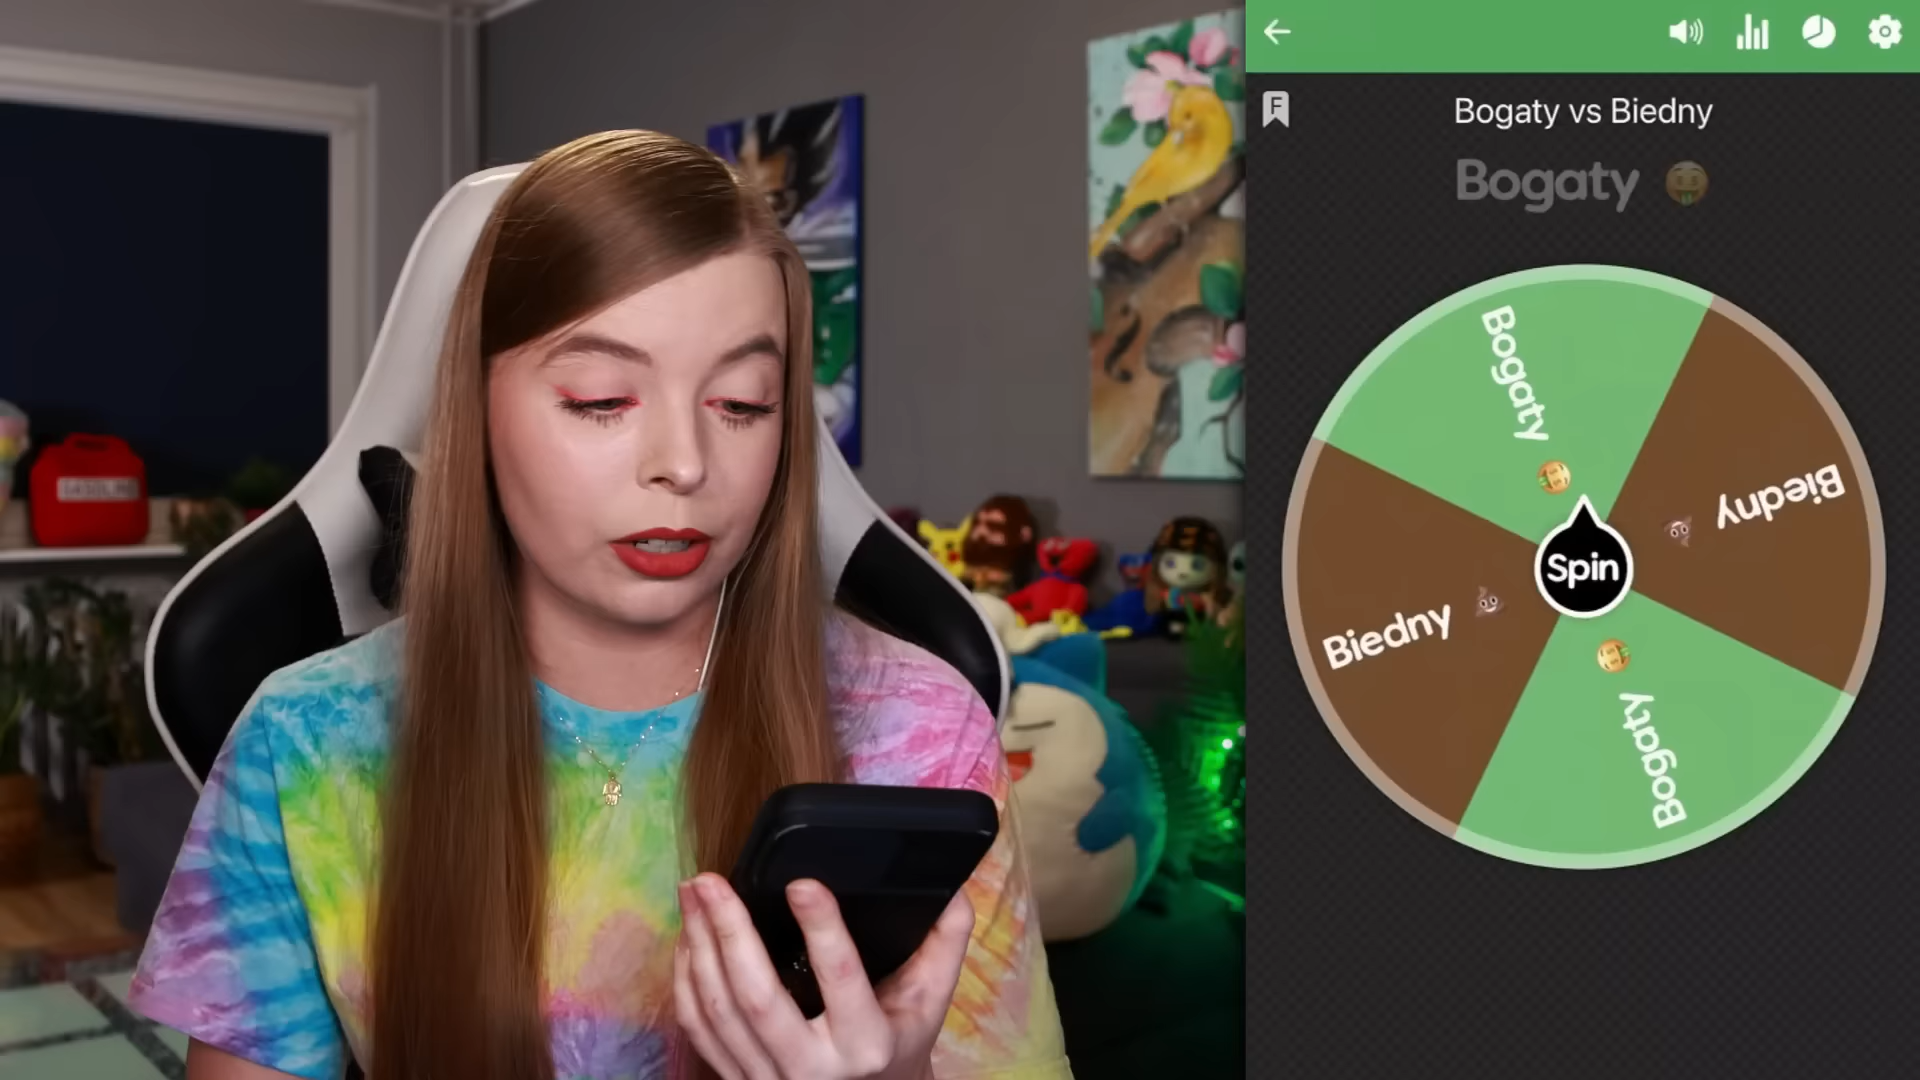 F
Bogaty vs Biedny
Bogaty
Bogaty
Biedny
Spin
Biedny
Bogaty